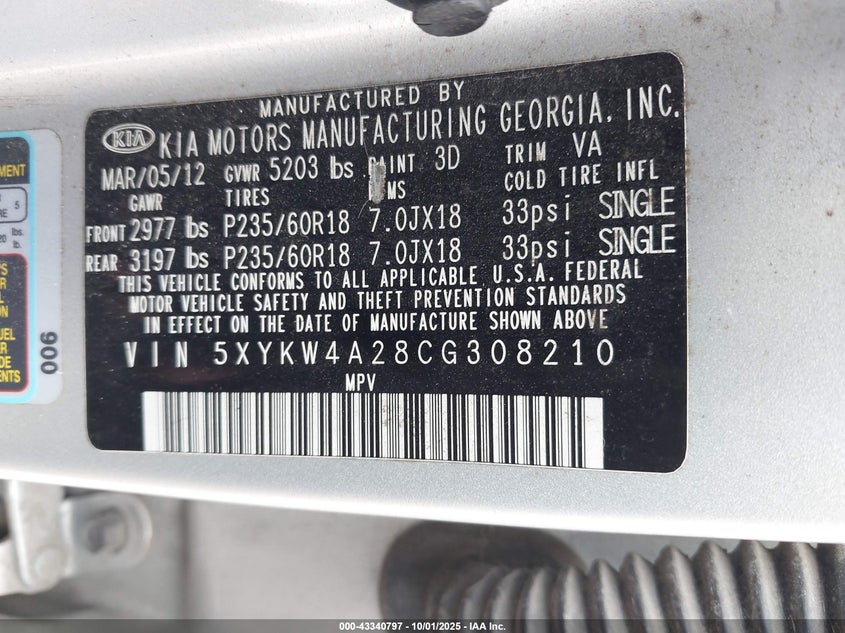 MANUFACTURED BY
KIA KIA MOTORS MANUFACTURING GEORGIA, INC.
MAR/05/12 GVWR 5203 lbs PAINT 3D TRIM VA
GAWR TIRES MS COLD TIRE INFL
FRONT 2977 lbs P235/60R18 7.0JX18 33psi SINGLE
REAR 3197 lbs P235/60R18 7.0JX18 33psi SINGLE
THIS VEHICLE CONFORMS TO ALL APPLICABLE U.S.A. FEDERAL
MOTOR VEHICLE SAFETY AND THEFT PREVENTION STANDARDS
IN EFFECT ON THE DATE OF MANUFACTURE SHOWN ABOVE
VIN 5XYKW4A28CG308210
MPV
006
000-43340797 - 10/01/2025 - IAA Inc.